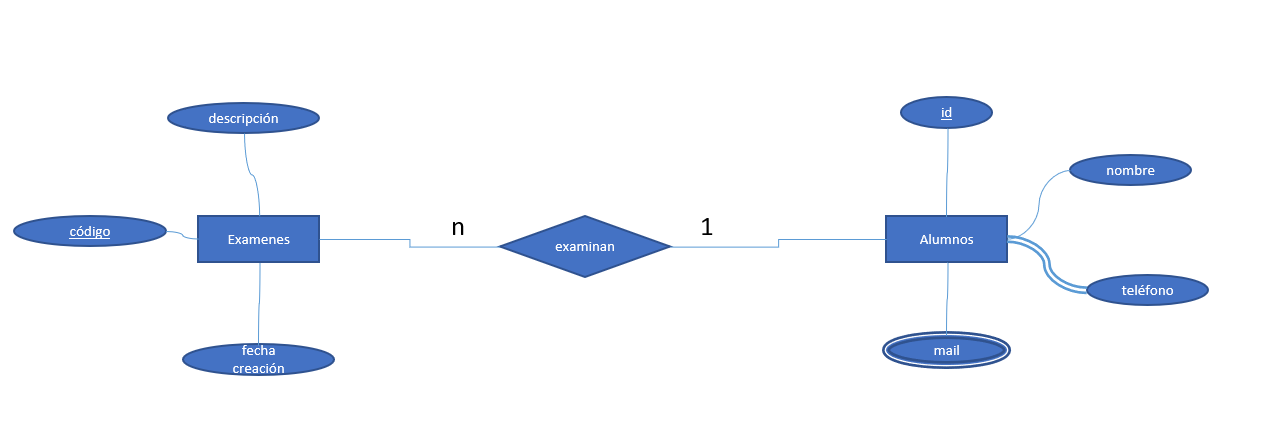 descripción
id
nombre
código
n
1
Examenes
examinan
Alumnos
teléfono
fecha
creación
mail